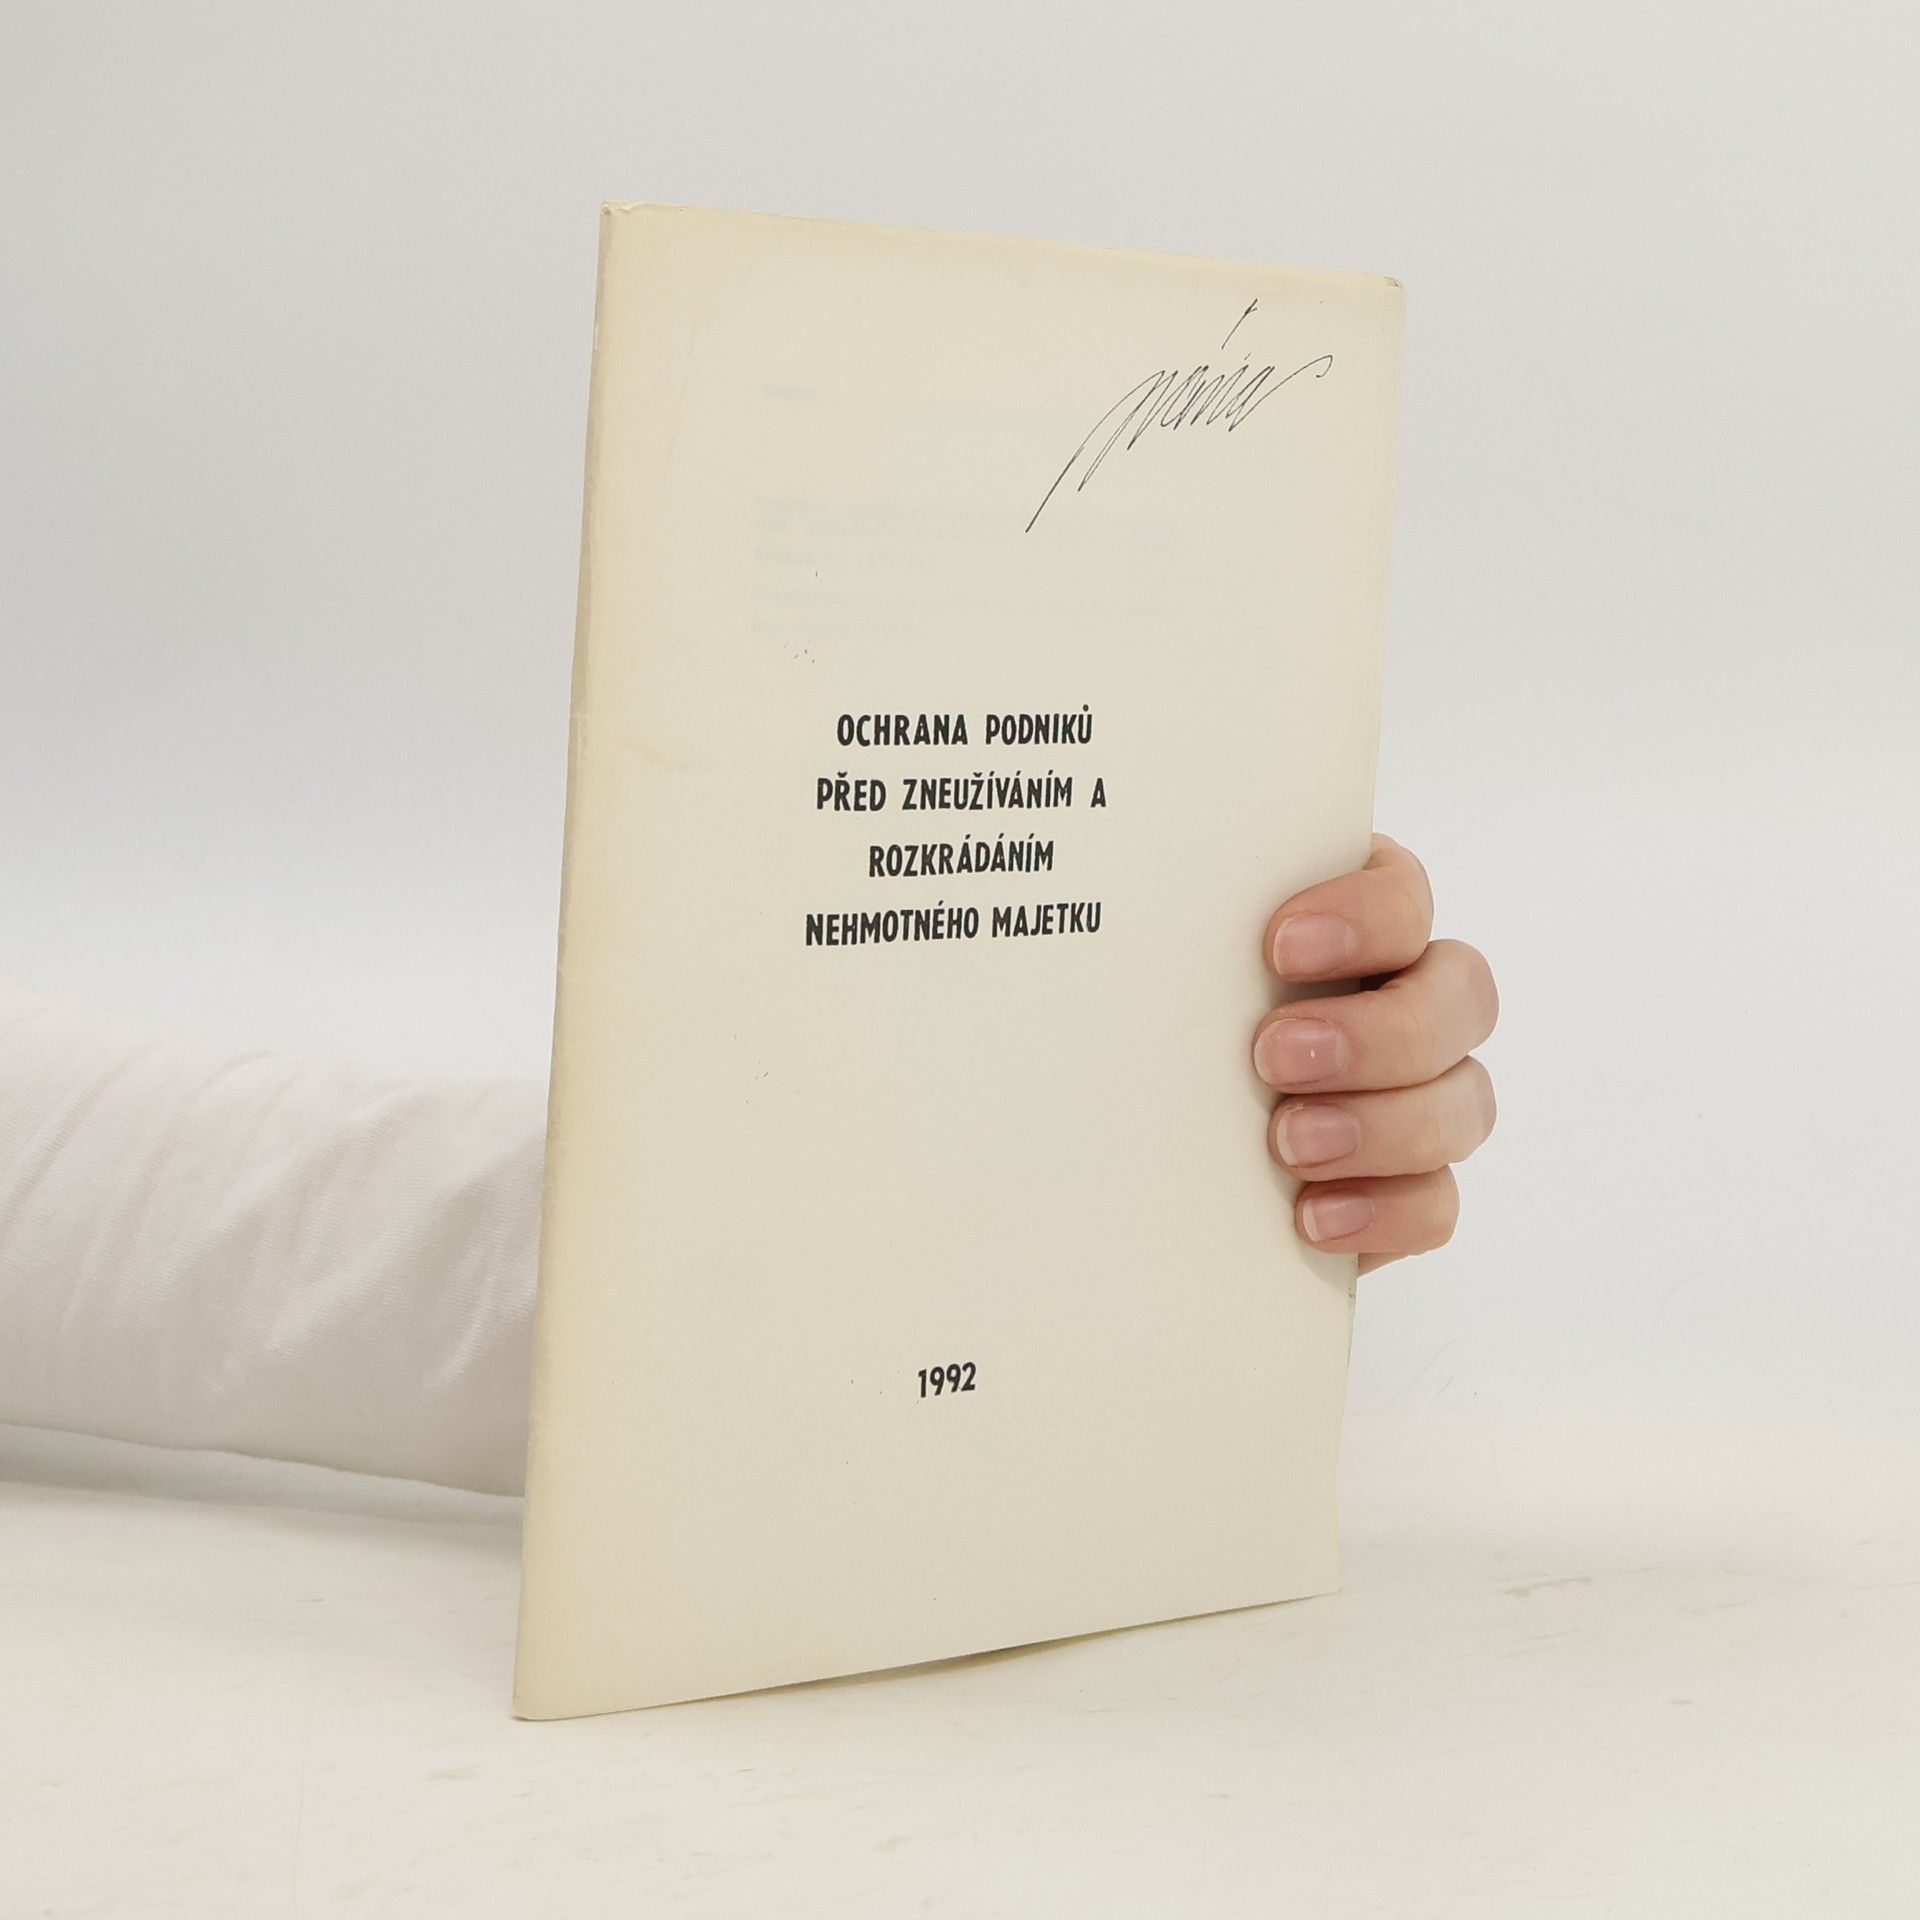 OCHRANA PODNIKŮ
PŘED ZNEUŽÍVÁNÍM A
ROZKRÁDÁNÍM
NEHMOTNÉHO MAJETKU
1992